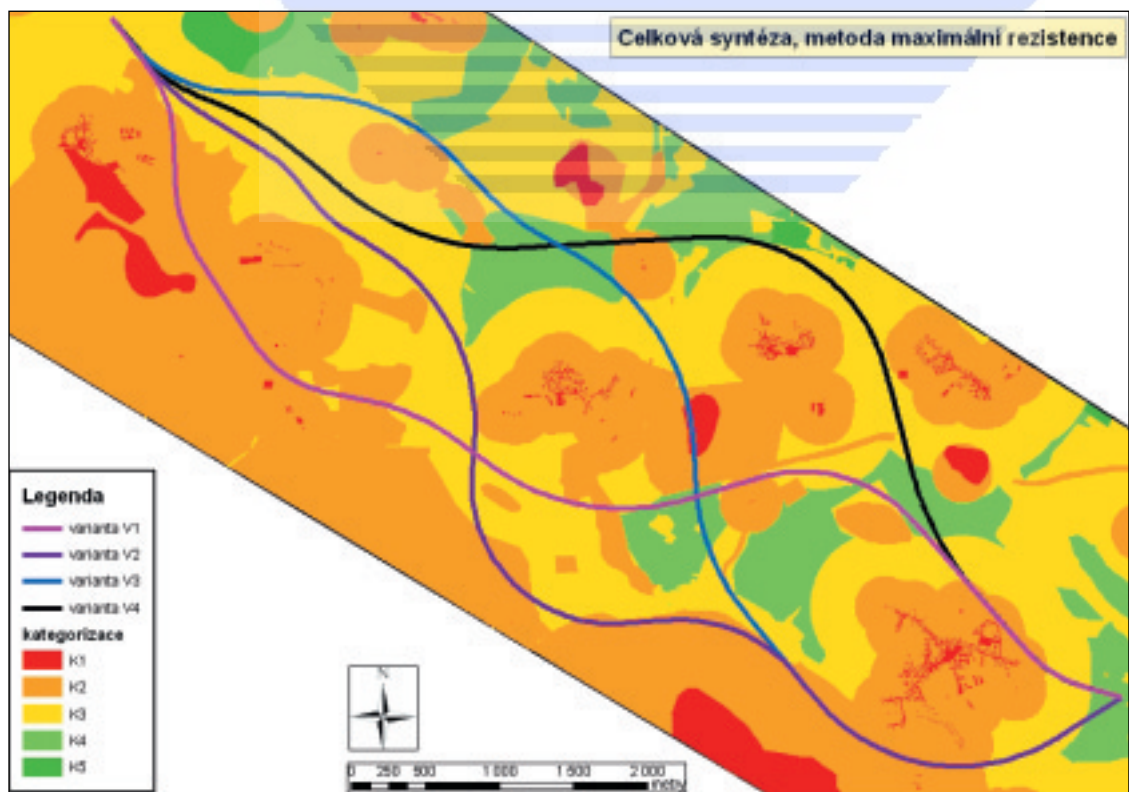 Celková syntéza, metoda maximální rezistence
Legenda
varianta V1
varianta V2
varianta V3
varianta V4
kategorizace
K1
K2
K3
K4
K5
N
0 250 500 1 000 1 500 2 000
metry